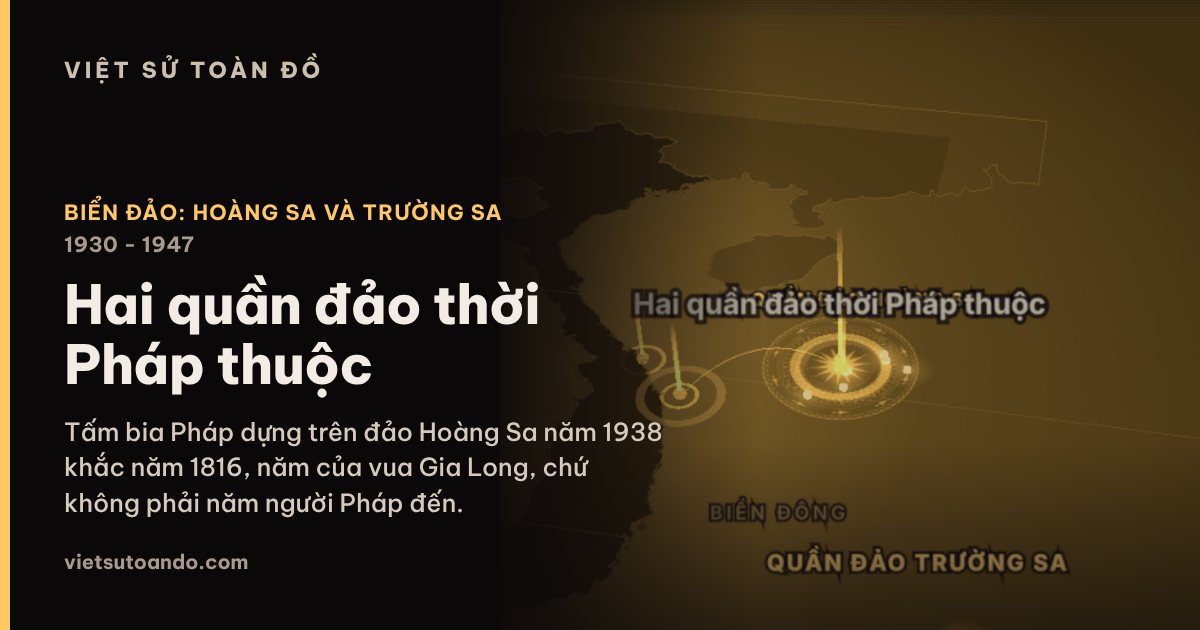 VIỆT SỬ TOÀN ĐỒ
BIỂN ĐẢO: HOÀNG SA VÀ TRƯỜNG SA
1930 - 1947
Hai quần đảo thời
Pháp thuộc
Tấm bia Pháp dựng trên đảo Hoàng Sa năm 1938
khắc năm 1816, năm của vua Gia Long, chứ
không phải năm người Pháp đến.
vietsutoando.com
Hai quần đảo thời Pháp thuộc
BIỂN ĐÔNG
QUẦN ĐẢO TRƯỜNG SA